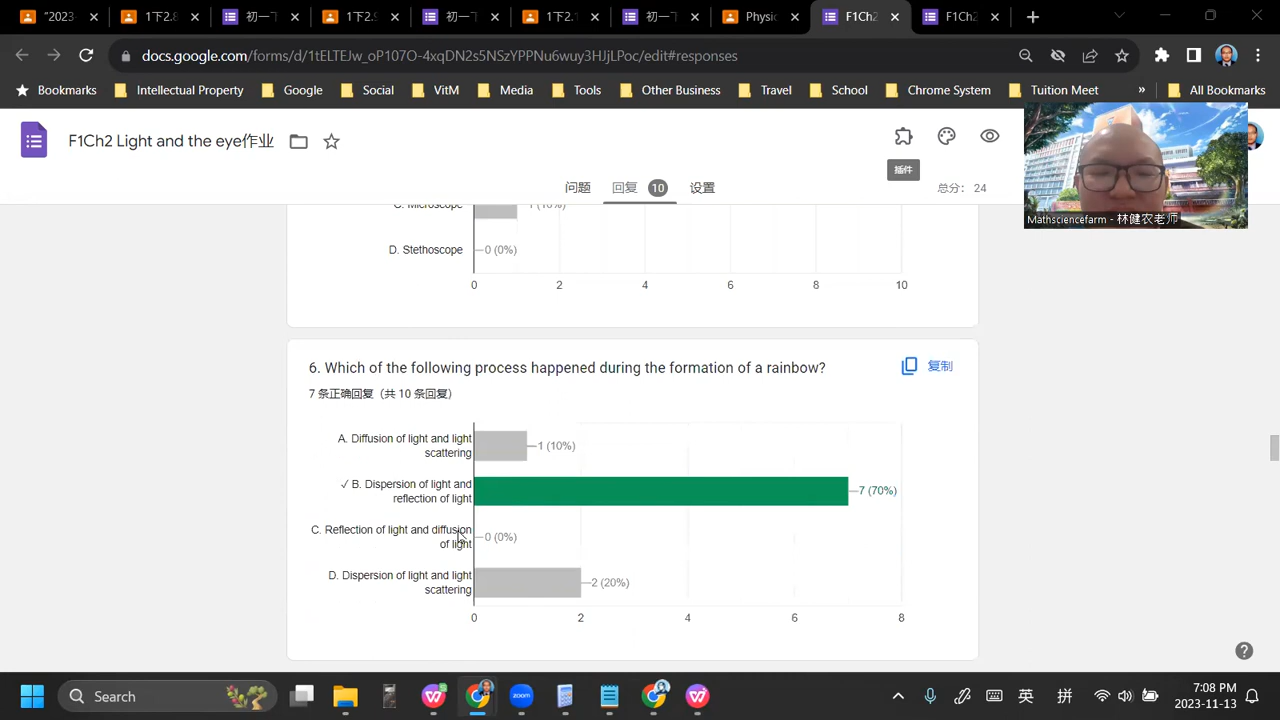 "2023-
1下2.8
初一下
1下2.9
初一下
1下2.1
初一下
Physic
F1Ch2
F1Ch2
docs.google.com/forms/d/1tELTEJw_oP107O-4xqDN2s5NSzYPPNu6wuy3HJjLPoc/edit#responses
Bookmarks
Intellectual Property
Google
Social
VitM
Media
Tools
Other Business
Travel
School
Chrome System
Tuition Meet
»
All Bookmarks
F1Ch2 Light and the eye作业
插件
问题
回复 10
设置
总分： 24
Mathsciencefarm - 林健农老师
C. Microscope
1 (10%)
D. Stethoscope
0 (0%)
0 2 4 6 8 10
6. Which of the following process happened during the formation of a rainbow?
复制
7 条正确回复（共 10 条回复）
A. Diffusion of light and light
scattering
1 (10%)
✓ B. Dispersion of light and
reflection of light
7 (70%)
C. Reflection of light and diffusion
of light
0 (0%)
D. Dispersion of light and light
scattering
2 (20%)
0 2 4 6 8
Search
zoom
英
拼
7:08 PM
2023-11-13